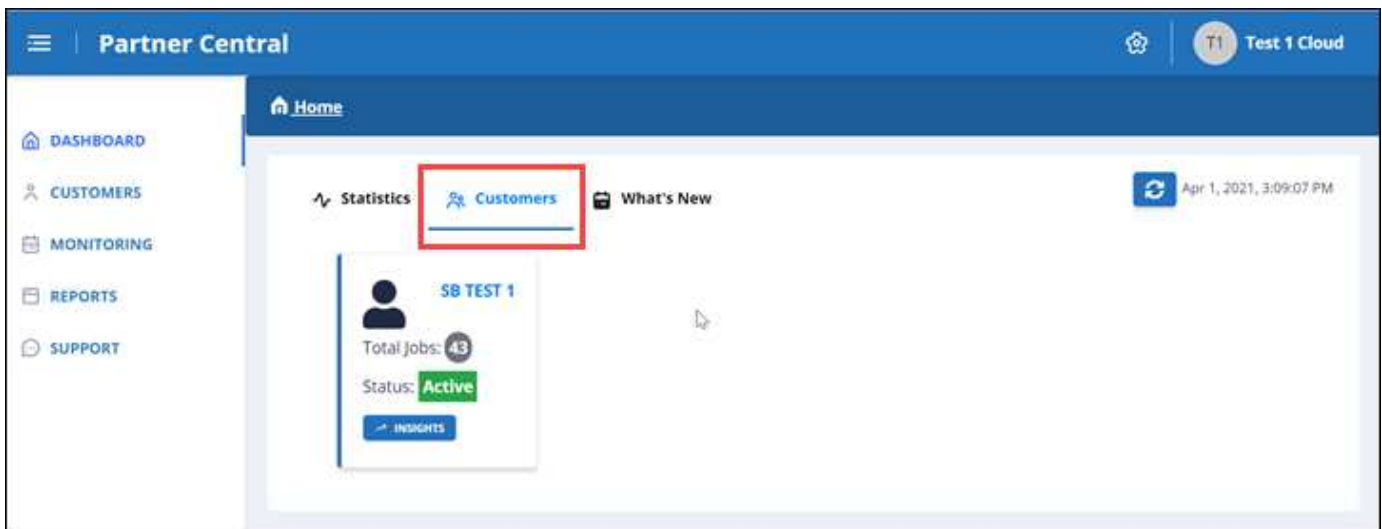 Partner Central
T1 Test 1 Cloud
Home
DASHBOARD
CUSTOMERS
MONITORING
REPORTS
SUPPORT
Statistics Customers What's New
Apr 1, 2021, 3:09:07 PM
SB TEST 1
Total Jobs: 43
Status: Active
INSIGHTS